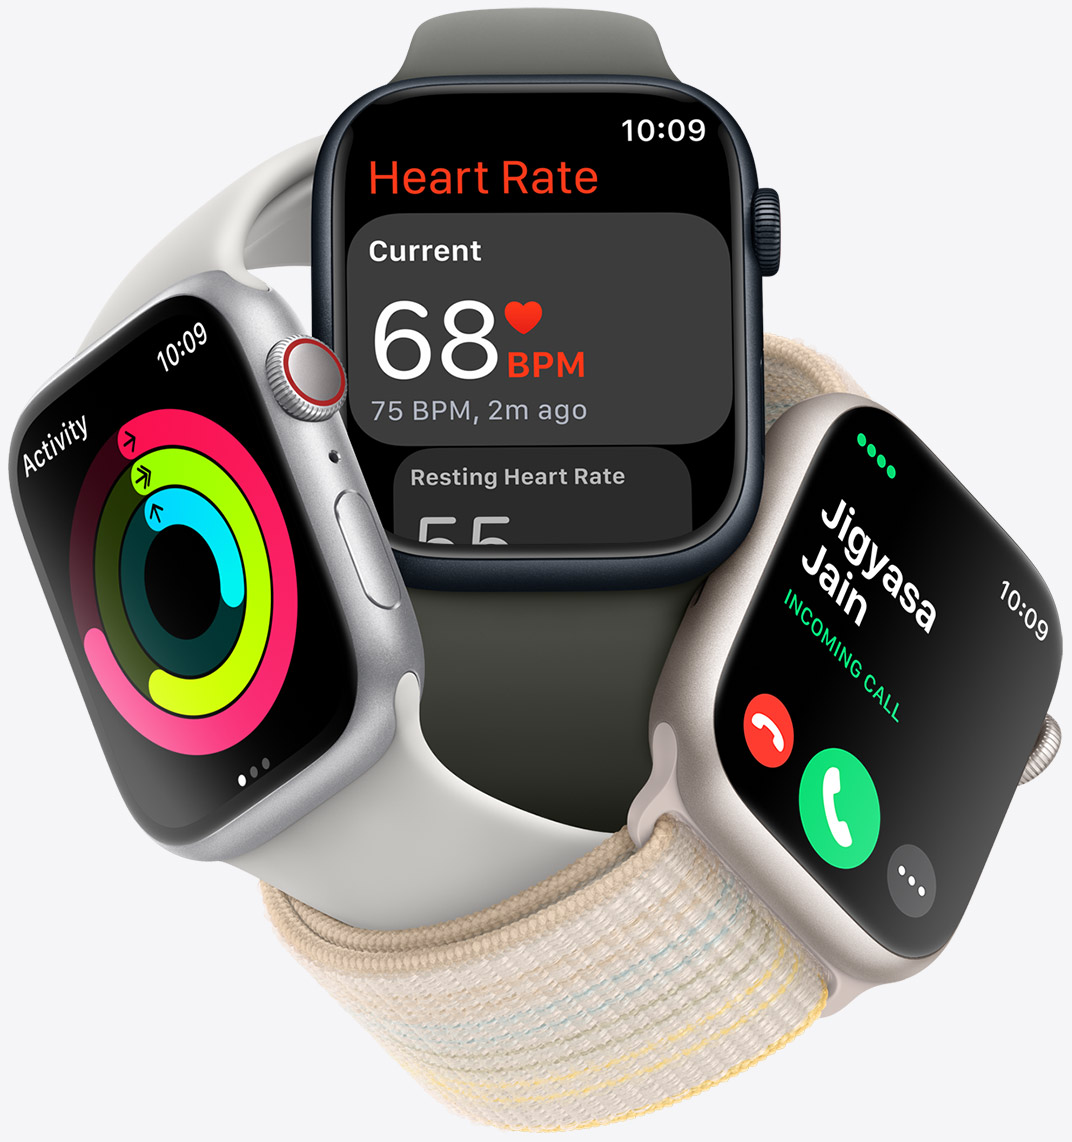 10:09
Heart Rate
Current
68
BPM
75 BPM, 2m ago
Resting Heart Rate
55
10:09
Activity
10:09
Jigyasa
Jain
INCOMING CALL